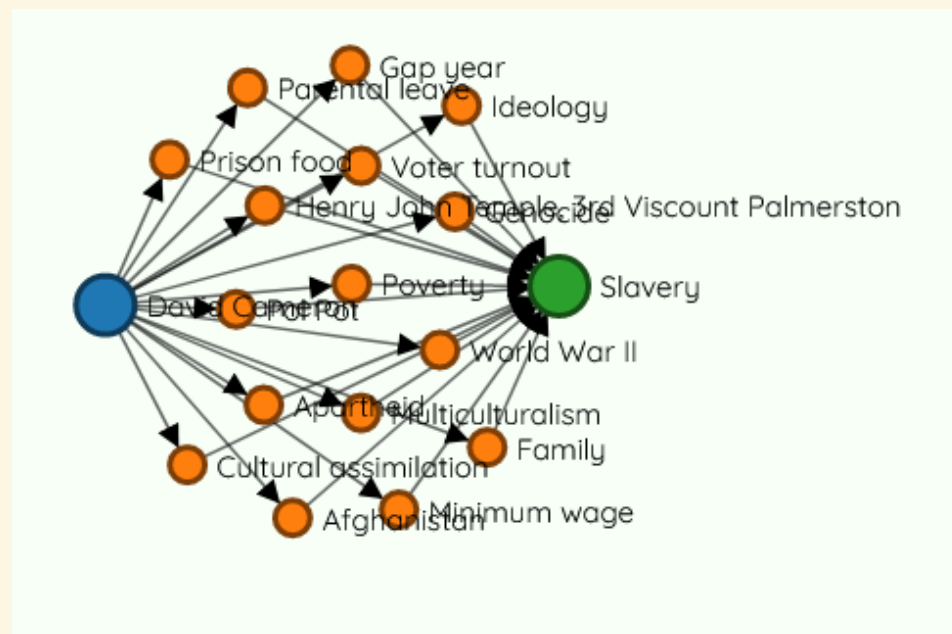 Gap year
Parental leave
Ideology
Prison food
Voter turnout
Henry John Temple, 3rd Viscount Palmerston
Genocide
Poverty
Slavery
David Cameron
Pol Pot
World War II
Apartheid
Multiculturalism
Family
Cultural assimilation
Minimum wage
Afghanistan